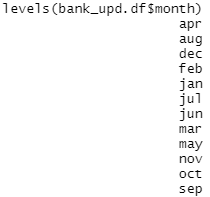 levels(bank_upd.df$month)
apr
aug
dec
feb
jan
jul
jun
mar
may
nov
oct
sep